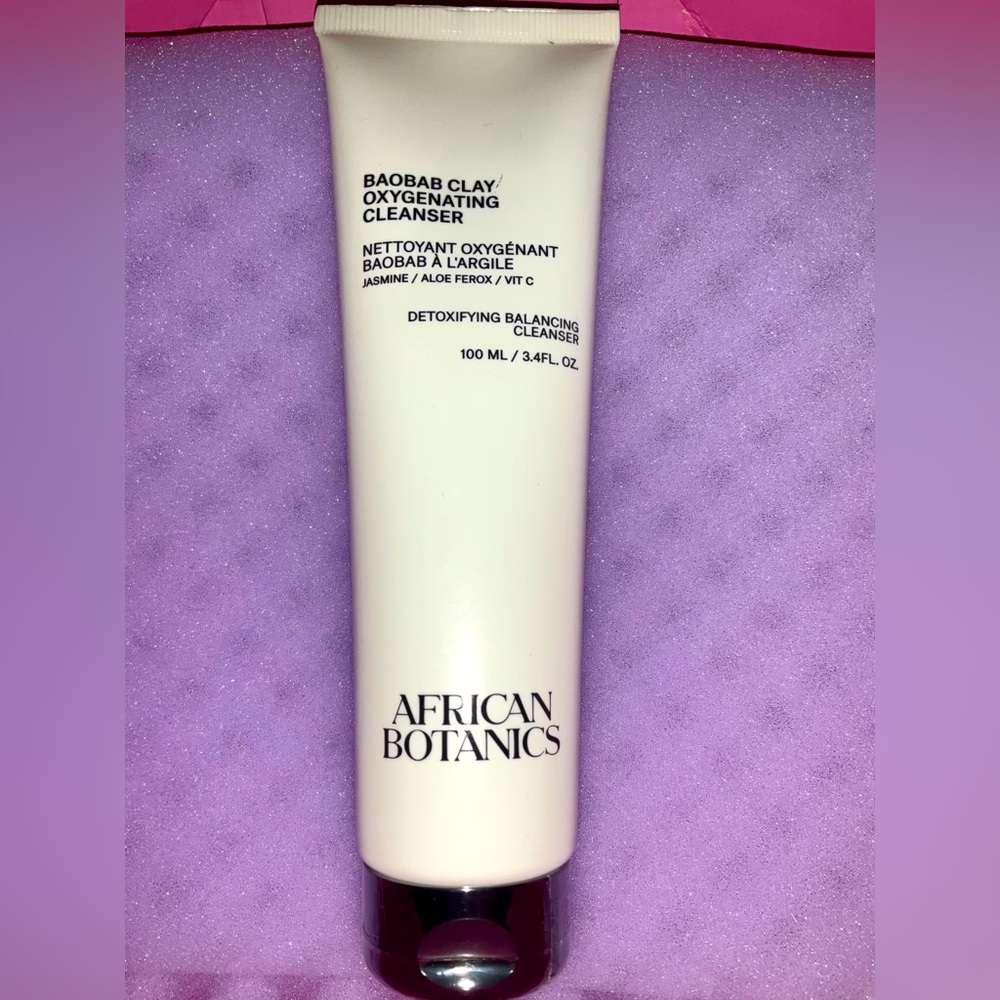 BAOBAB CLAY
OXYGENATING
CLEANSER
NETTOYANT OXYGÉNANT
BAOBAB À L'ARGILE
JASMINE / ALOE FEROX / VIT C
DETOXIFYING BALANCING
CLEANSER
100 ML / 3.4FL. OZ.
AFRICAN
BOTANICS